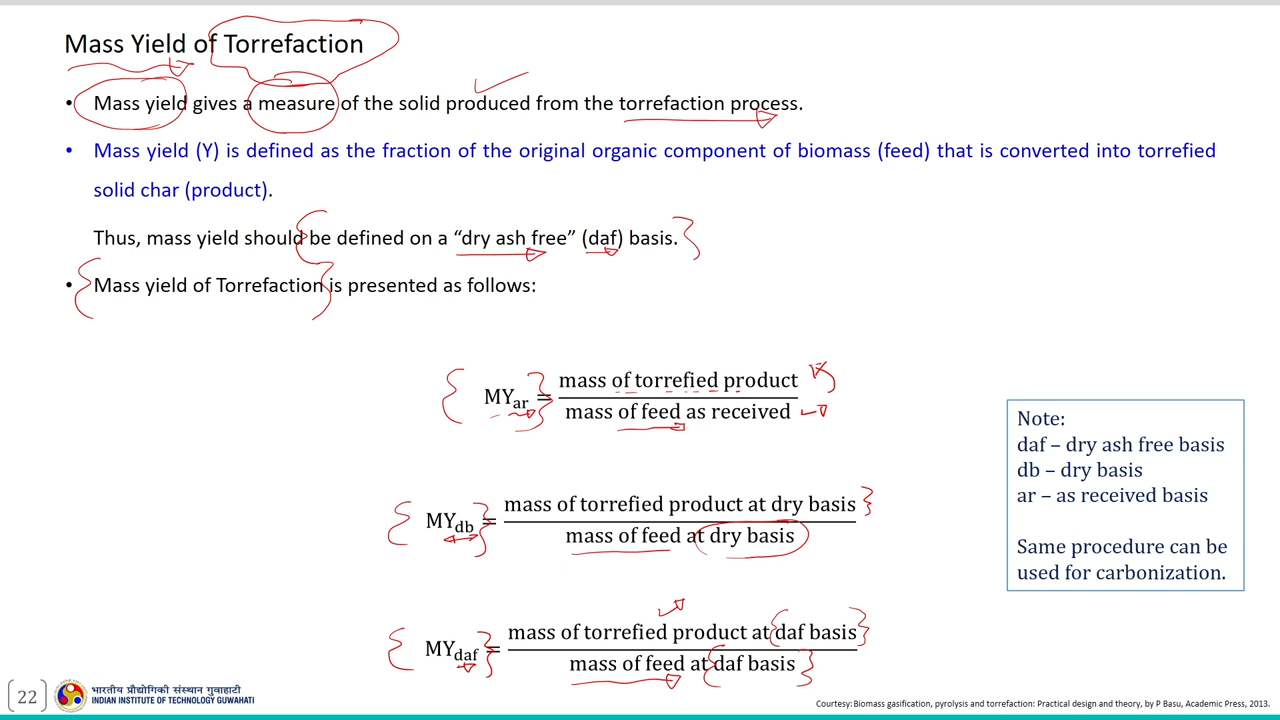 Mass Yield of Torrefaction
• Mass yield gives a measure of the solid produced from the torrefaction process.
• Mass yield (Y) is defined as the fraction of the original organic component of biomass (feed) that is converted into torrefied
solid char (product).
Thus, mass yield should be defined on a “dry ash free” (daf) basis.
• Mass yield of Torrefaction is presented as follows:
MYar = mass of torrefied product
mass of feed as received
MYdb = mass of torrefied product at dry basis
mass of feed at dry basis
MYdaf = mass of torrefied product at daf basis
mass of feed at daf basis
Note:
daf – dry ash free basis
db – dry basis
ar – as received basis
Same procedure can be
used for carbonization.
22
भारतीय प्रौद्योगिकी संस्थान गुवाहाटी
INDIAN INSTITUTE OF TECHNOLOGY GUWAHATI
Courtesy: Biomass gasification, pyrolysis and torrefaction: Practical design and theory, by P Basu, Academic Press, 2013.